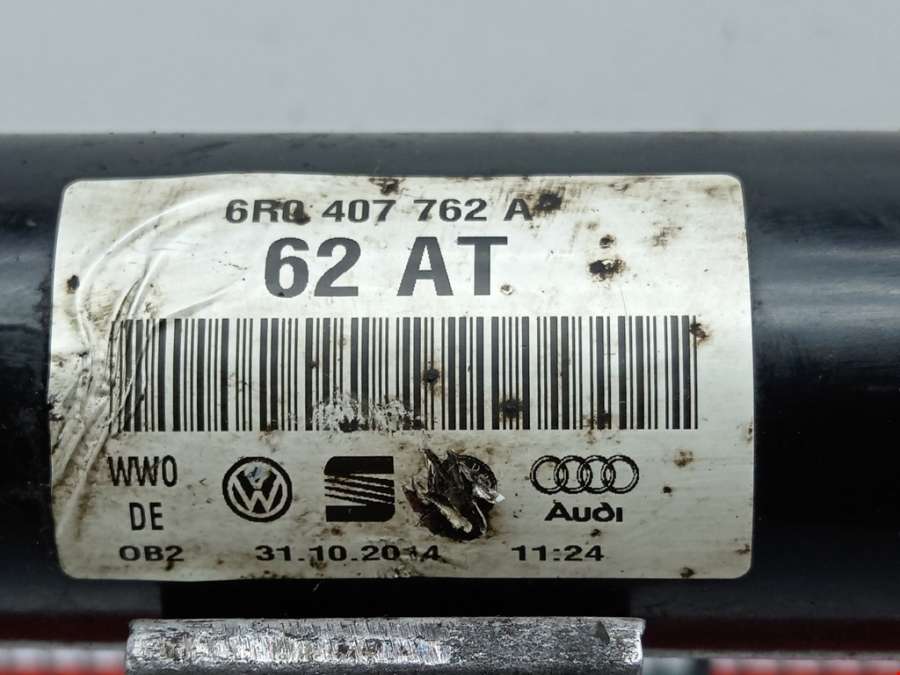 6R0 407 762 A
62 AT
WWO
DE
Audi
OB2 31.10.2014 11:24